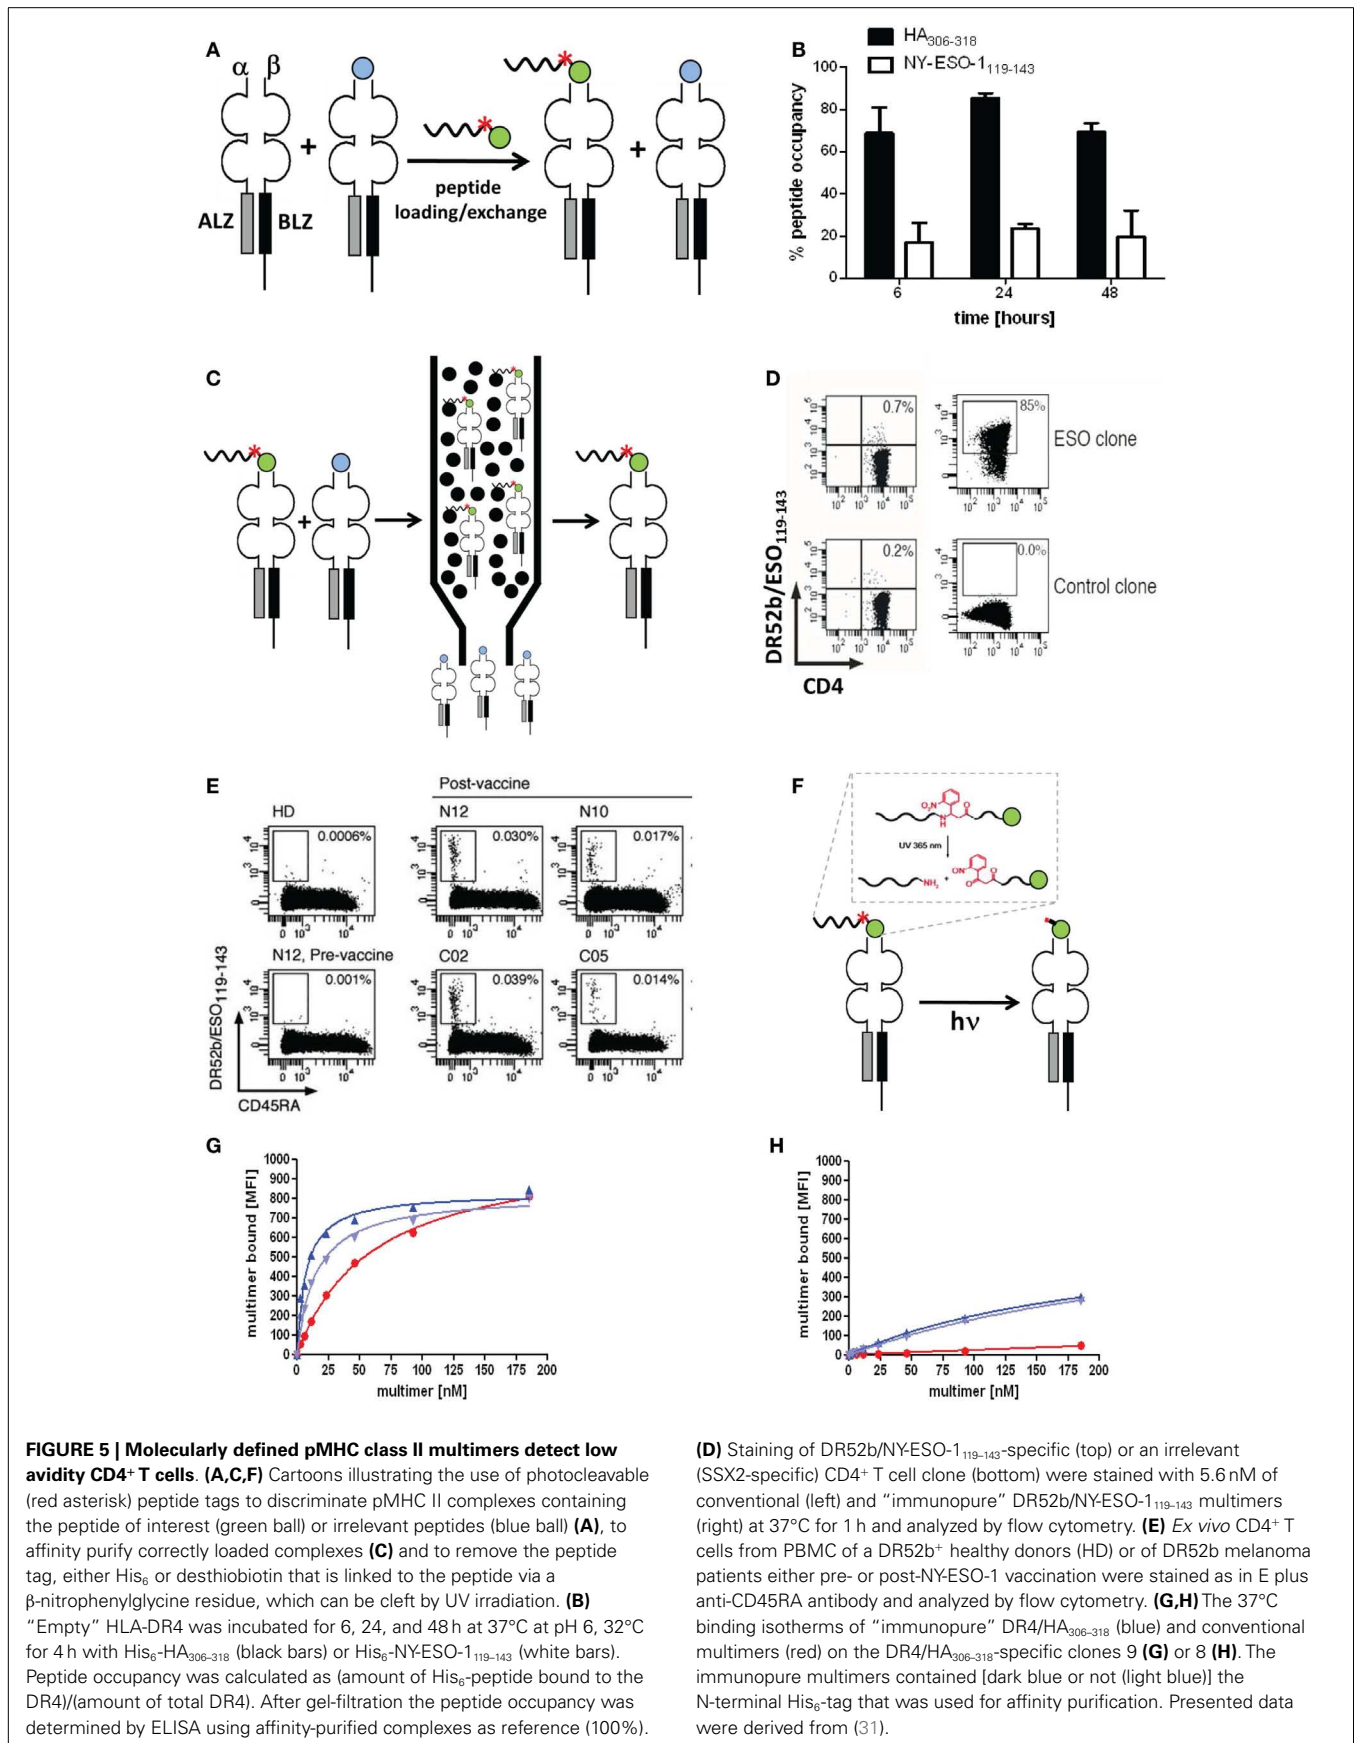 A
α β
+
ALZ BLZ
peptide
loading/exchange
+
B
HA306-318
NY-ESO-1119-143
% peptide occupancy
100
80
60
40
20
0
6 24 48
time [hours]
C
+
D
0.7%
85%
ESO clone
0.2%
0.0%
Control clone
DR52b/ESO119-143
CD4
E
Post-vaccine
HD
N12
N10
0.0006%
0.030%
0.017%
N12, Pre-vaccine
C02
C05
0.001%
0.039%
0.014%
DR52b/ESO119-143
CD45RA
F
O2N
N
H
O
UV 365 nm
NH2
+
ON
O
O
hν
G
multimer bound [MFI]
1000
900
800
700
600
500
400
300
200
100
0
0 25 50 75 100 125 150 175 200
multimer [nM]
H
multimer bound [MFI]
1000
900
800
700
600
500
400
300
200
100
0
0 25 50 75 100 125 150 175 200
multimer [nM]
FIGURE 5 | Molecularly defined pMHC class II multimers detect low
avidity CD4+ T cells. (A,C,F) Cartoons illustrating the use of photocleavable
(red asterisk) peptide tags to discriminate pMHC II complexes containing
the peptide of interest (green ball) or irrelevant peptides (blue ball) (A), to
affinity purify correctly loaded complexes (C) and to remove the peptide
tag, either His6 or desthiobiotin that is linked to the peptide via a
β-nitrophenylglycine residue, which can be cleft by UV irradiation. (B)
“Empty” HLA-DR4 was incubated for 6, 24, and 48 h at 37°C at pH 6, 32°C
for 4 h with His6-HA306–318 (black bars) or His6-NY-ESO-1119–143 (white bars).
Peptide occupancy was calculated as (amount of His6-peptide bound to the
DR4)/(amount of total DR4). After gel-filtration the peptide occupancy was
determined by ELISA using affinity-purified complexes as reference (100%).
(D) Staining of DR52b/NY-ESO-1119–143-specific (top) or an irrelevant
(SSX2-specific) CD4+ T cell clone (bottom) were stained with 5.6 nM of
conventional (left) and “immunopure” DR52b/NY-ESO-1119–143 multimers
(right) at 37°C for 1 h and analyzed by flow cytometry. (E) Ex vivo CD4+ T
cells from PBMC of a DR52b+ healthy donors (HD) or of DR52b melanoma
patients either pre- or post-NY-ESO-1 vaccination were stained as in E plus
anti-CD45RA antibody and analyzed by flow cytometry. (G,H) The 37°C
binding isotherms of “immunopure” DR4/HA306–318 (blue) and conventional
multimers (red) on the DR4/HA306–318-specific clones 9 (G) or 8 (H). The
immunopure multimers contained [dark blue or not (light blue)] the
N-terminal His6-tag that was used for affinity purification. Presented data
were derived from (31).